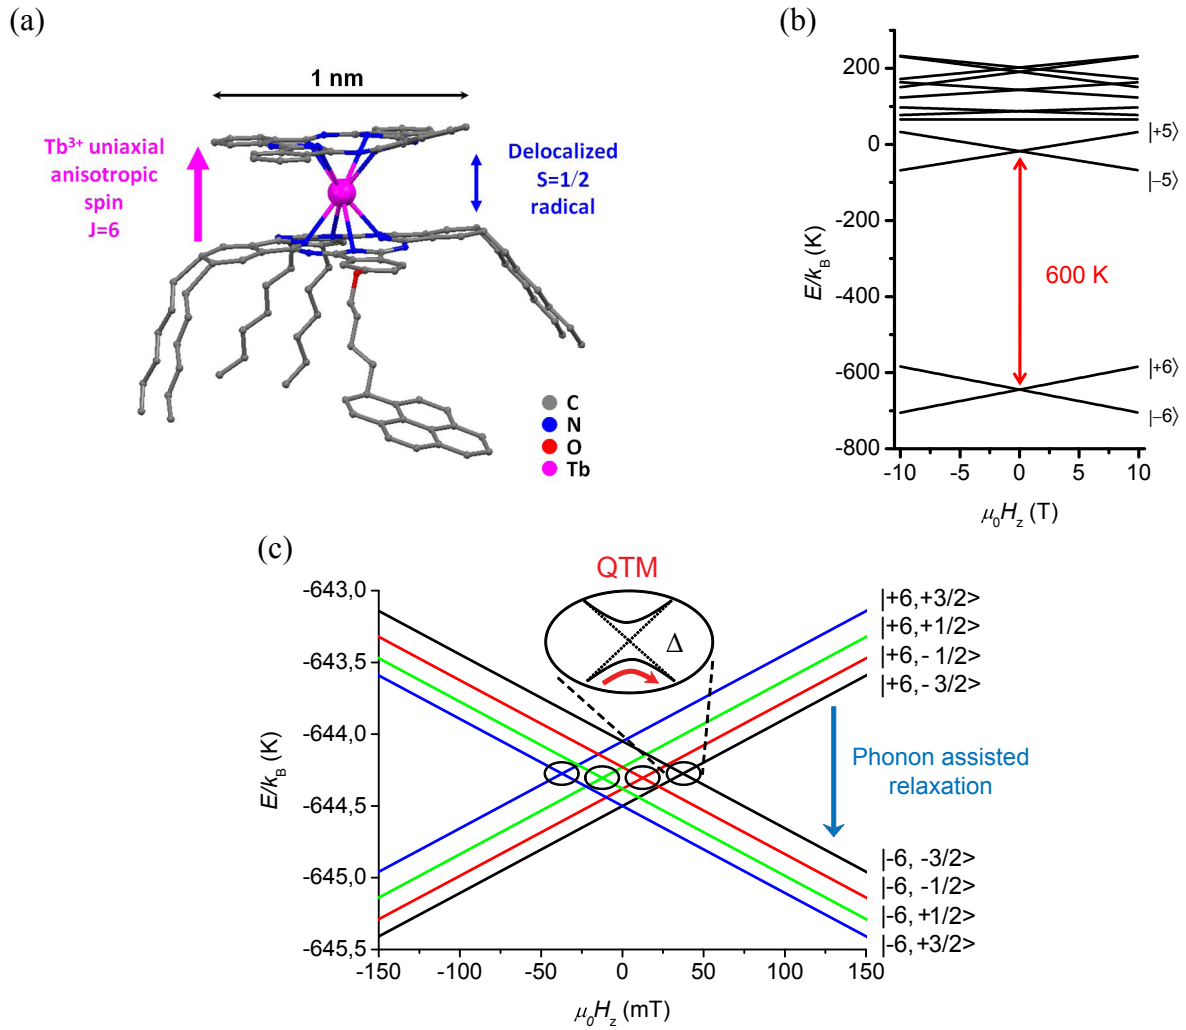 (a)
1 nm
Tb³⁺ uniaxial
anisotropic
spin
J=6
Delocalized
S=1/2
radical
C
N
O
Tb
(b)
200
0
-200
-400
-600
-800
E/k_B (K)
600 K
|+5⟩
|−5⟩
|+6⟩
|−6⟩
-10
-5
0
5
10
μ₀H_z (T)
(c)
QTM
Δ
-643,0
-643,5
-644,0
-644,5
-645,0
-645,5
E/k_B (K)
|+6,+3/2>
|+6,+1/2>
|+6,- 1/2>
|+6,- 3/2>
Phonon assisted
relaxation
|-6, -3/2>
|-6, -1/2>
|-6, +1/2>
|-6, +3/2>
-150
-100
-50
0
50
100
150
μ₀H_z (mT)